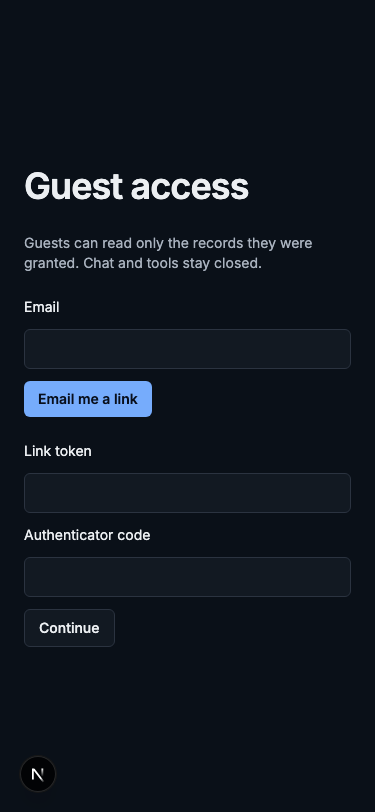 Guest access
Guests can read only the records they were
granted. Chat and tools stay closed.
Email
Email me a link
Link token
Authenticator code
Continue
N